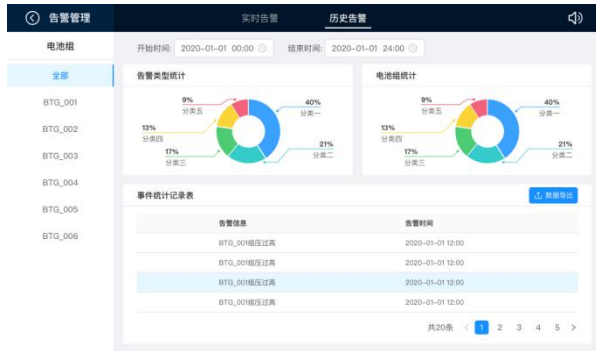 告警管理
实时告警
历史告警
电池组
全部
BTG_001
BTG_002
BTG_003
BTG_004
BTG_005
BTG_006
开始时间: 2020-01-01 00:00
结束时间: 2020-01-01 24:00
告警类型统计
9%
分类五
40%
分类一
13%
分类四
21%
分类二
17%
分类三
电池组统计
9%
分类五
40%
分类一
13%
分类四
21%
分类二
17%
分类三
事件统计记录表
数据导出
告警信息 告警时间
BTG_001组压过高 2020-01-01 12:00
BTG_001组压过高 2020-01-01 12:00
BTG_001组压过高 2020-01-01 12:00
BTG_001组压过高 2020-01-01 12:00
共20条 < 1 2 3 4 5 >